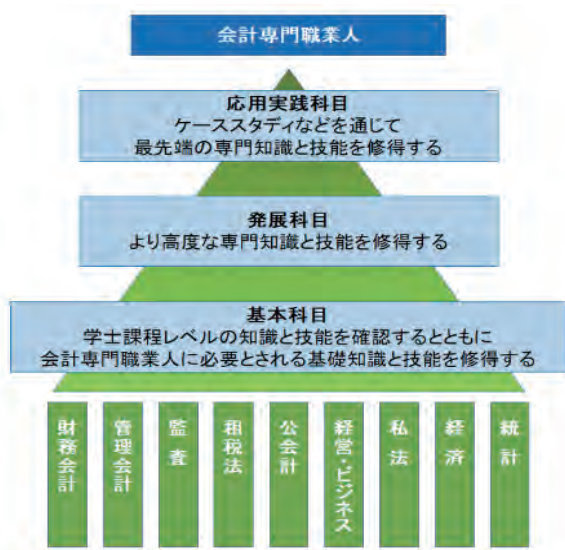 会計専門職業人
応用実践科目
ケーススタディなどを通じて
最先端の専門知識と技能を修得する
発展科目
より高度な専門知識と技能を修得する
基本科目
学士課程レベルの知識と技能を確認するとともに
会計専門職業人に必要とされる基礎知識と技能を修得する
財務会計
管理会計
監査
租税法
公会計
経営・ビジネス
私法
経済
統計